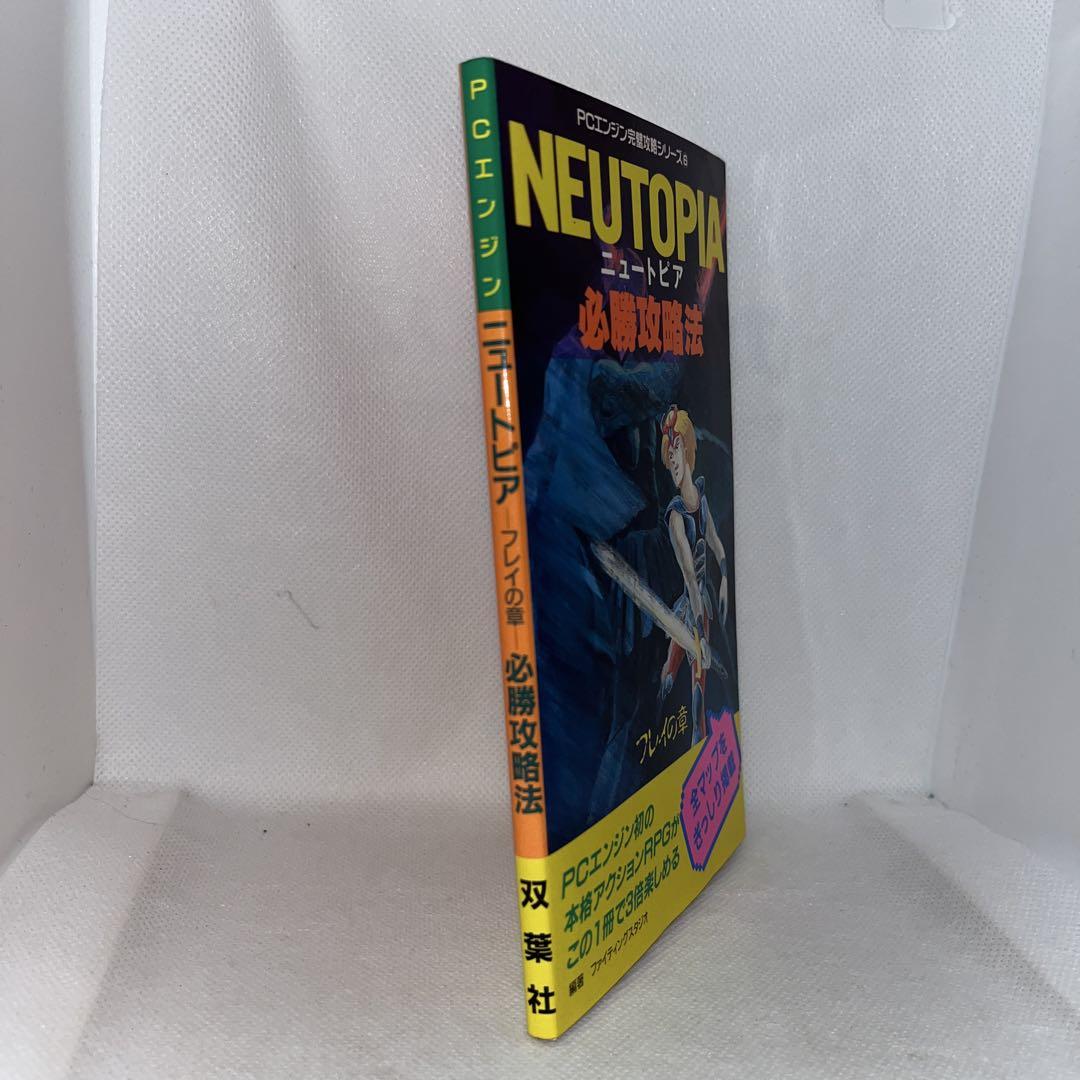 PCエンジン
ニュートピア
―フレイの章―
必勝攻略法
双葉社
PCエンジン完璧攻略シリーズ⑥
NEUTOPIA
ニュートピア
必勝攻略法
フレイの章
全マップを
ぎっしり掲載
PCエンジン初の
本格アクションRPGが
この1冊で3倍楽しめる
編著 ファイティングスタジオ